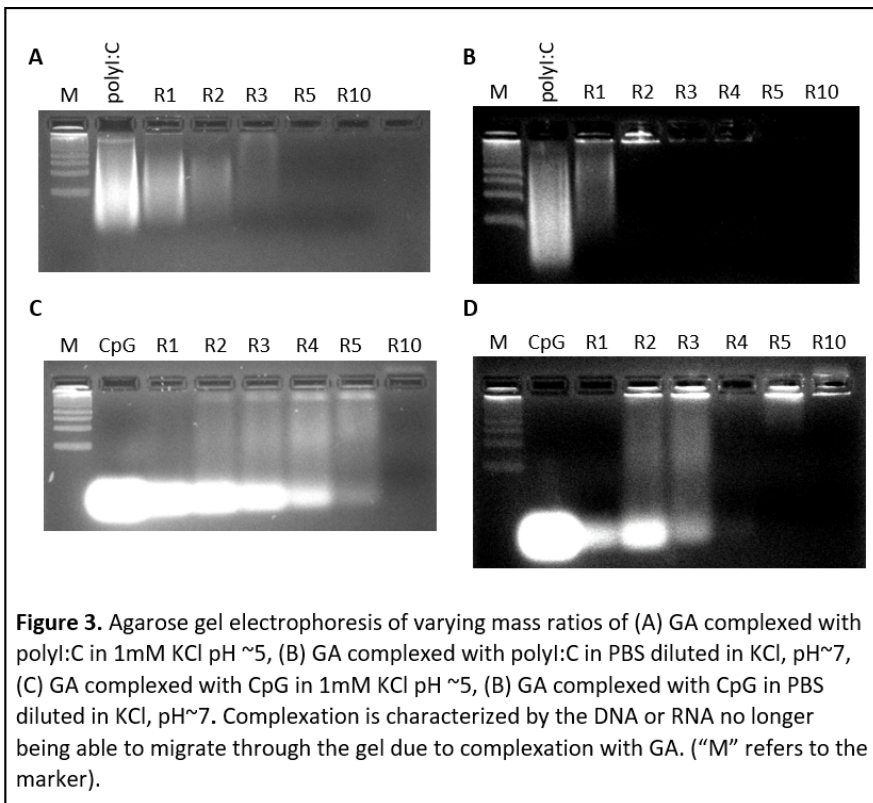 A
M polyI:C R1 R2 R3 R5 R10
B
M polyI:C R1 R2 R3 R4 R5 R10
C
M CpG R1 R2 R3 R4 R5 R10
D
M CpG R1 R2 R3 R4 R5 R10
Figure 3. Agarose gel electrophoresis of varying mass ratios of (A) GA complexed with
polyI:C in 1mM KCl pH ~5, (B) GA complexed with polyI:C in PBS diluted in KCl, pH~7,
(C) GA complexed with CpG in 1mM KCl pH ~5, (B) GA complexed with CpG in PBS
diluted in KCl, pH~7. Complexation is characterized by the DNA or RNA no longer
being able to migrate through the gel due to complexation with GA. (“M” refers to the
marker).